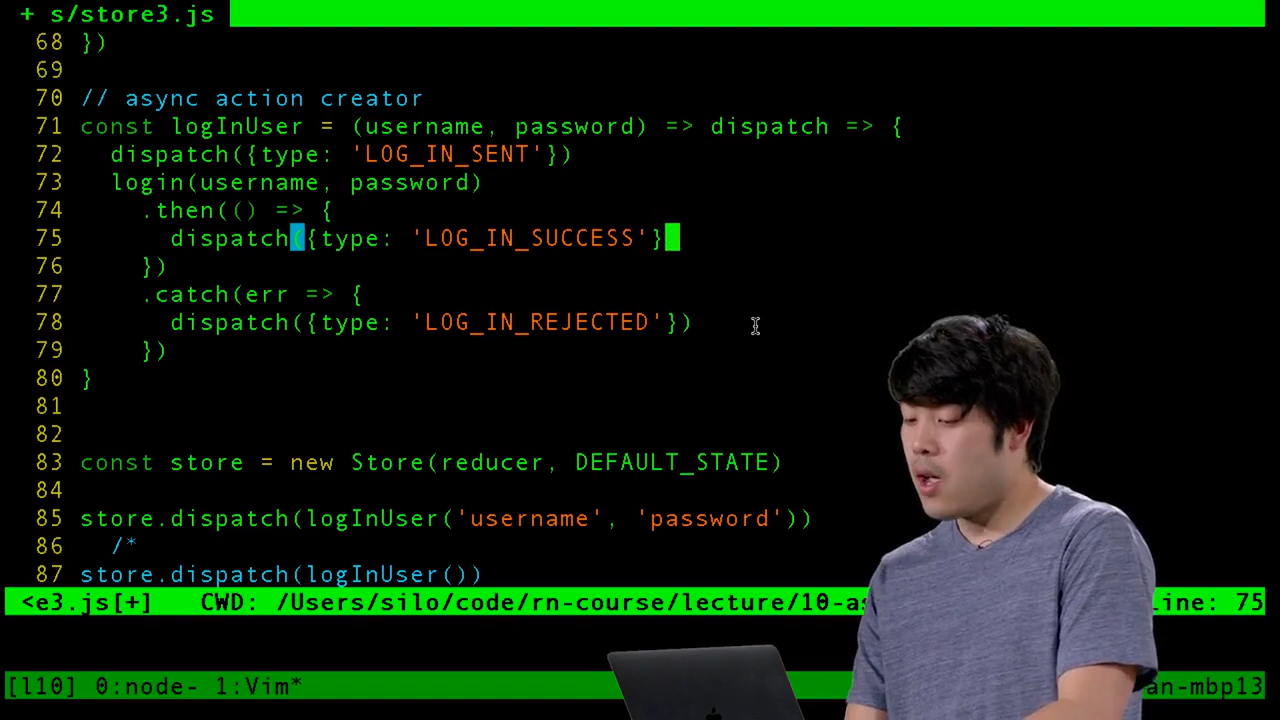 + s/store3.js
68 })
69
70 // async action creator
71 const logInUser = (username, password) => dispatch => {
72   dispatch({type: 'LOG_IN_SENT'})
73   login(username, password)
74     .then(() => {
75       dispatch({type: 'LOG_IN_SUCCESS'}
76     })
77     .catch(err => {
78       dispatch({type: 'LOG_IN_REJECTED'})
79     })
80 }
81
82
83 const store = new Store(reducer, DEFAULT_STATE)
84
85 store.dispatch(logInUser('username', 'password'))
86   /*
87 store.dispatch(logInUser())
<e3.js[+]   CWD: /Users/silo/code/rn-course/lecture/10-a Line: 75
[l10] 0:node- 1:Vim* an-mbp13